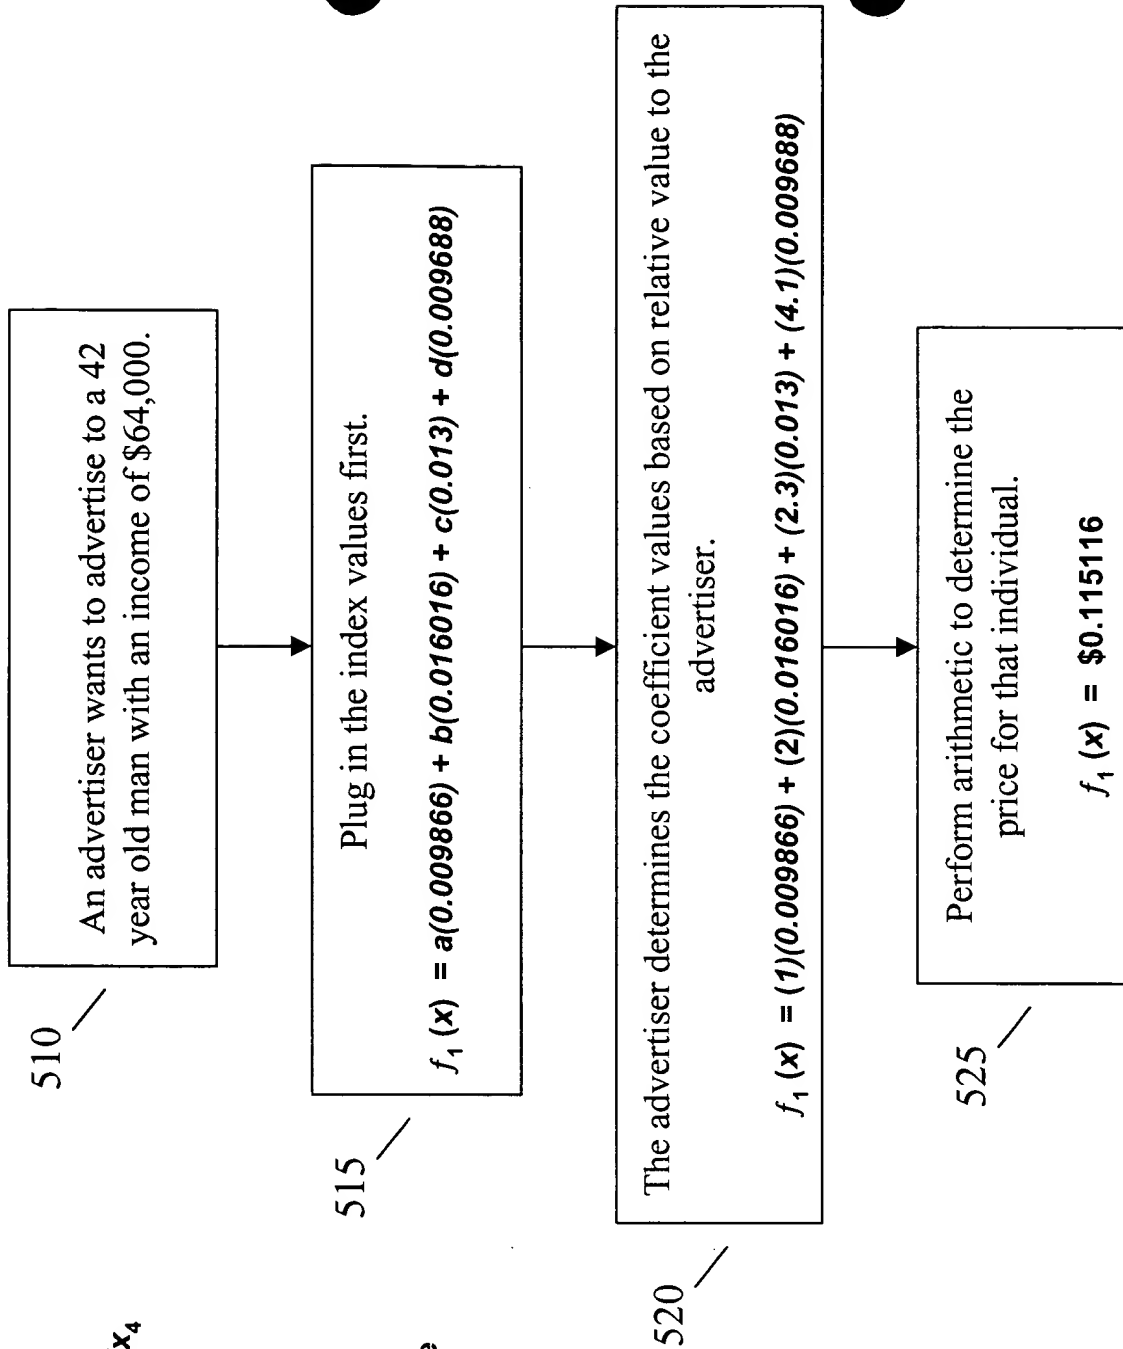 510
An advertiser wants to advertise to a 42
year old man with an income of $64,000.
515
Plug in the index values first.
f₁ (x) = a(0.009866) + b(0.016016) + c(0.013) + d(0.009688)
520
The advertiser determines the coefficient values based on relative value to the
advertiser.
f₁ (x) = (1)(0.009866) + (2)(0.016016) + (2.3)(0.013) + (4.1)(0.009688)
525
Perform arithmetic to determine the
price for that individual.
f₁ (x) = $0.115116
x₄